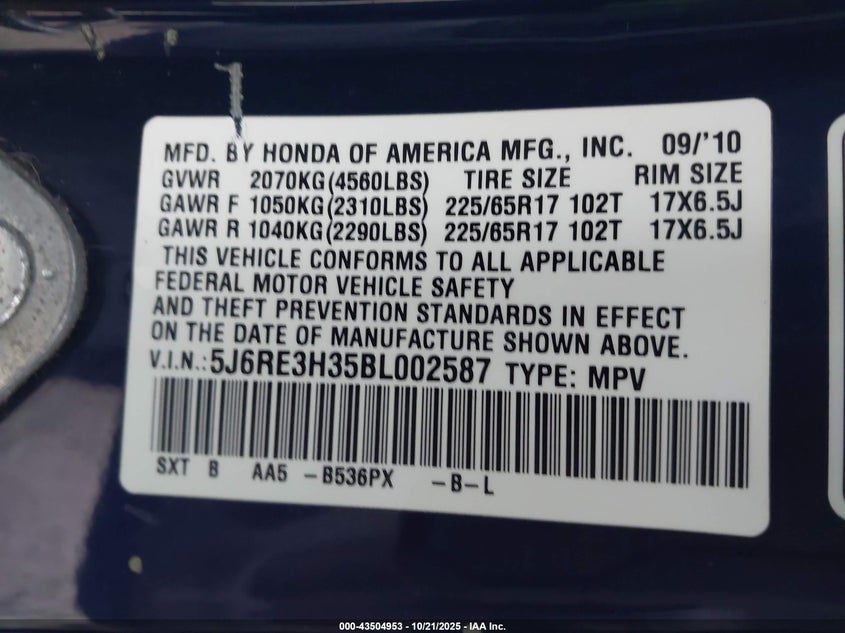 MFD. BY HONDA OF AMERICA MFG., INC. 09/'10
GVWR 2070KG(4560LBS) TIRE SIZE RIM SIZE
GAWR F 1050KG(2310LBS) 225/65R17 102T 17X6.5J
GAWR R 1040KG(2290LBS) 225/65R17 102T 17X6.5J
THIS VEHICLE CONFORMS TO ALL APPLICABLE
FEDERAL MOTOR VEHICLE SAFETY
AND THEFT PREVENTION STANDARDS IN EFFECT
ON THE DATE OF MANUFACTURE SHOWN ABOVE.
V.I.N.: 5J6RE3H35BL002587 TYPE: MPV
SXT B AA5 -B536PX -B-L
000-43504953 - 10/21/2025 - IAA Inc.